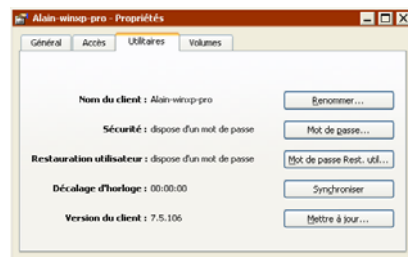 Alain-winxp-pro - Propriétés
Général Accès Utilitaires Volumes
Nom du client : Alain-winxp-pro Renommer...
Sécurité : dispose d'un mot de passe Mot de passe...
Restauration utilisateur : dispose d'un mot de passe Mot de passe Rest. util...
Décalage d'horloge : 00:00:00 Synchroniser
Version du client : 7.5.106 Mettre à jour...